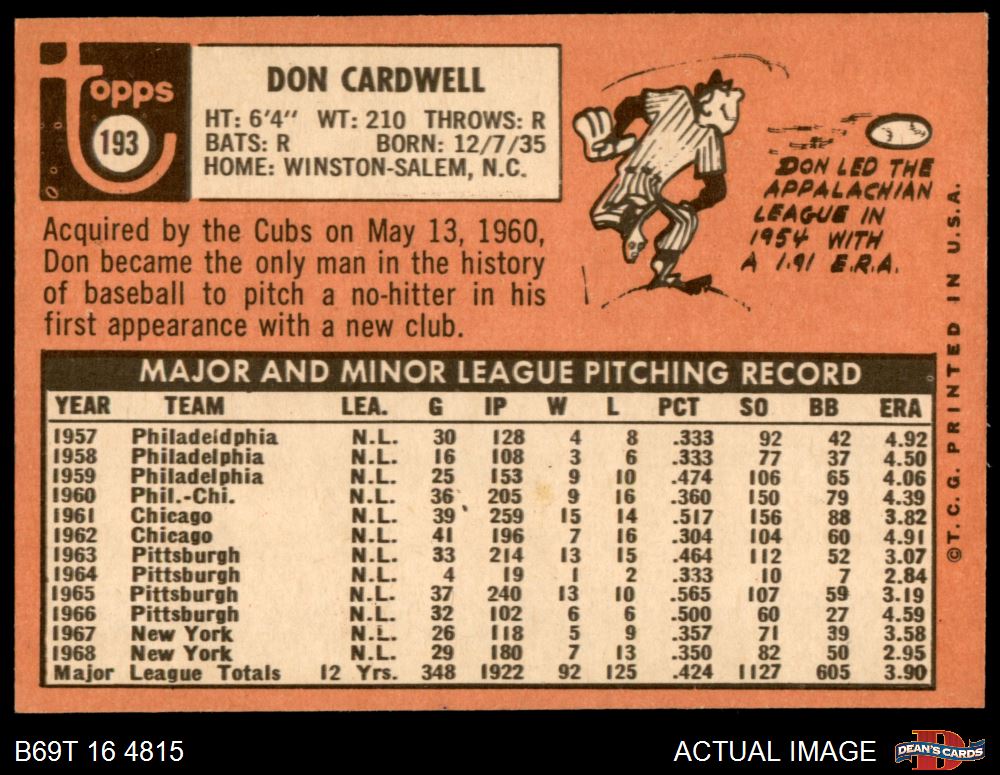 Topps
193
DON CARDWELL
HT: 6'4" WT: 210 THROWS: R
BATS: R BORN: 12/7/35
HOME: WINSTON-SALEM, N.C.
DON LED THE
APPALACHIAN
LEAGUE IN
1954 WITH
A 1.91 E.R.A.
Acquired by the Cubs on May 13, 1960,
Don became the only man in the history
of baseball to pitch a no-hitter in his
first appearance with a new club.
MAJOR AND MINOR LEAGUE PITCHING RECORD
YEAR TEAM LEA. G IP W L PCT SO BB ERA
1957 Philadeldphia N.L. 30 128 4 8 .333 92 42 4.92
1958 Philadelphia N.L. 16 108 3 6 .333 77 37 4.50
1959 Philadelphia N.L. 25 153 9 10 .474 106 65 4.06
1960 Phil.-Chi. N.L. 36 205 9 16 .360 150 79 4.39
1961 Chicago N.L. 39 259 15 14 .517 156 88 3.82
1962 Chicago N.L. 41 196 7 16 .304 104 60 4.91
1963 Pittsburgh N.L. 33 214 13 15 .464 112 52 3.07
1964 Pittsburgh N.L. 4 19 1 2 .333 10 7 2.84
1965 Pittsburgh N.L. 37 240 13 10 .565 107 59 3.19
1966 Pittsburgh N.L. 32 102 6 6 .500 60 27 4.59
1967 New York N.L. 26 118 5 9 .357 71 39 3.58
1968 New York N.L. 29 180 7 13 .350 82 50 2.95
Major League Totals 12 Yrs. 348 1922 92 125 .424 1127 605 3.90
© T. C. G. PRINTED IN U.S.A.
B69T 16 4815
ACTUAL IMAGE
D
DEAN'S CARDS